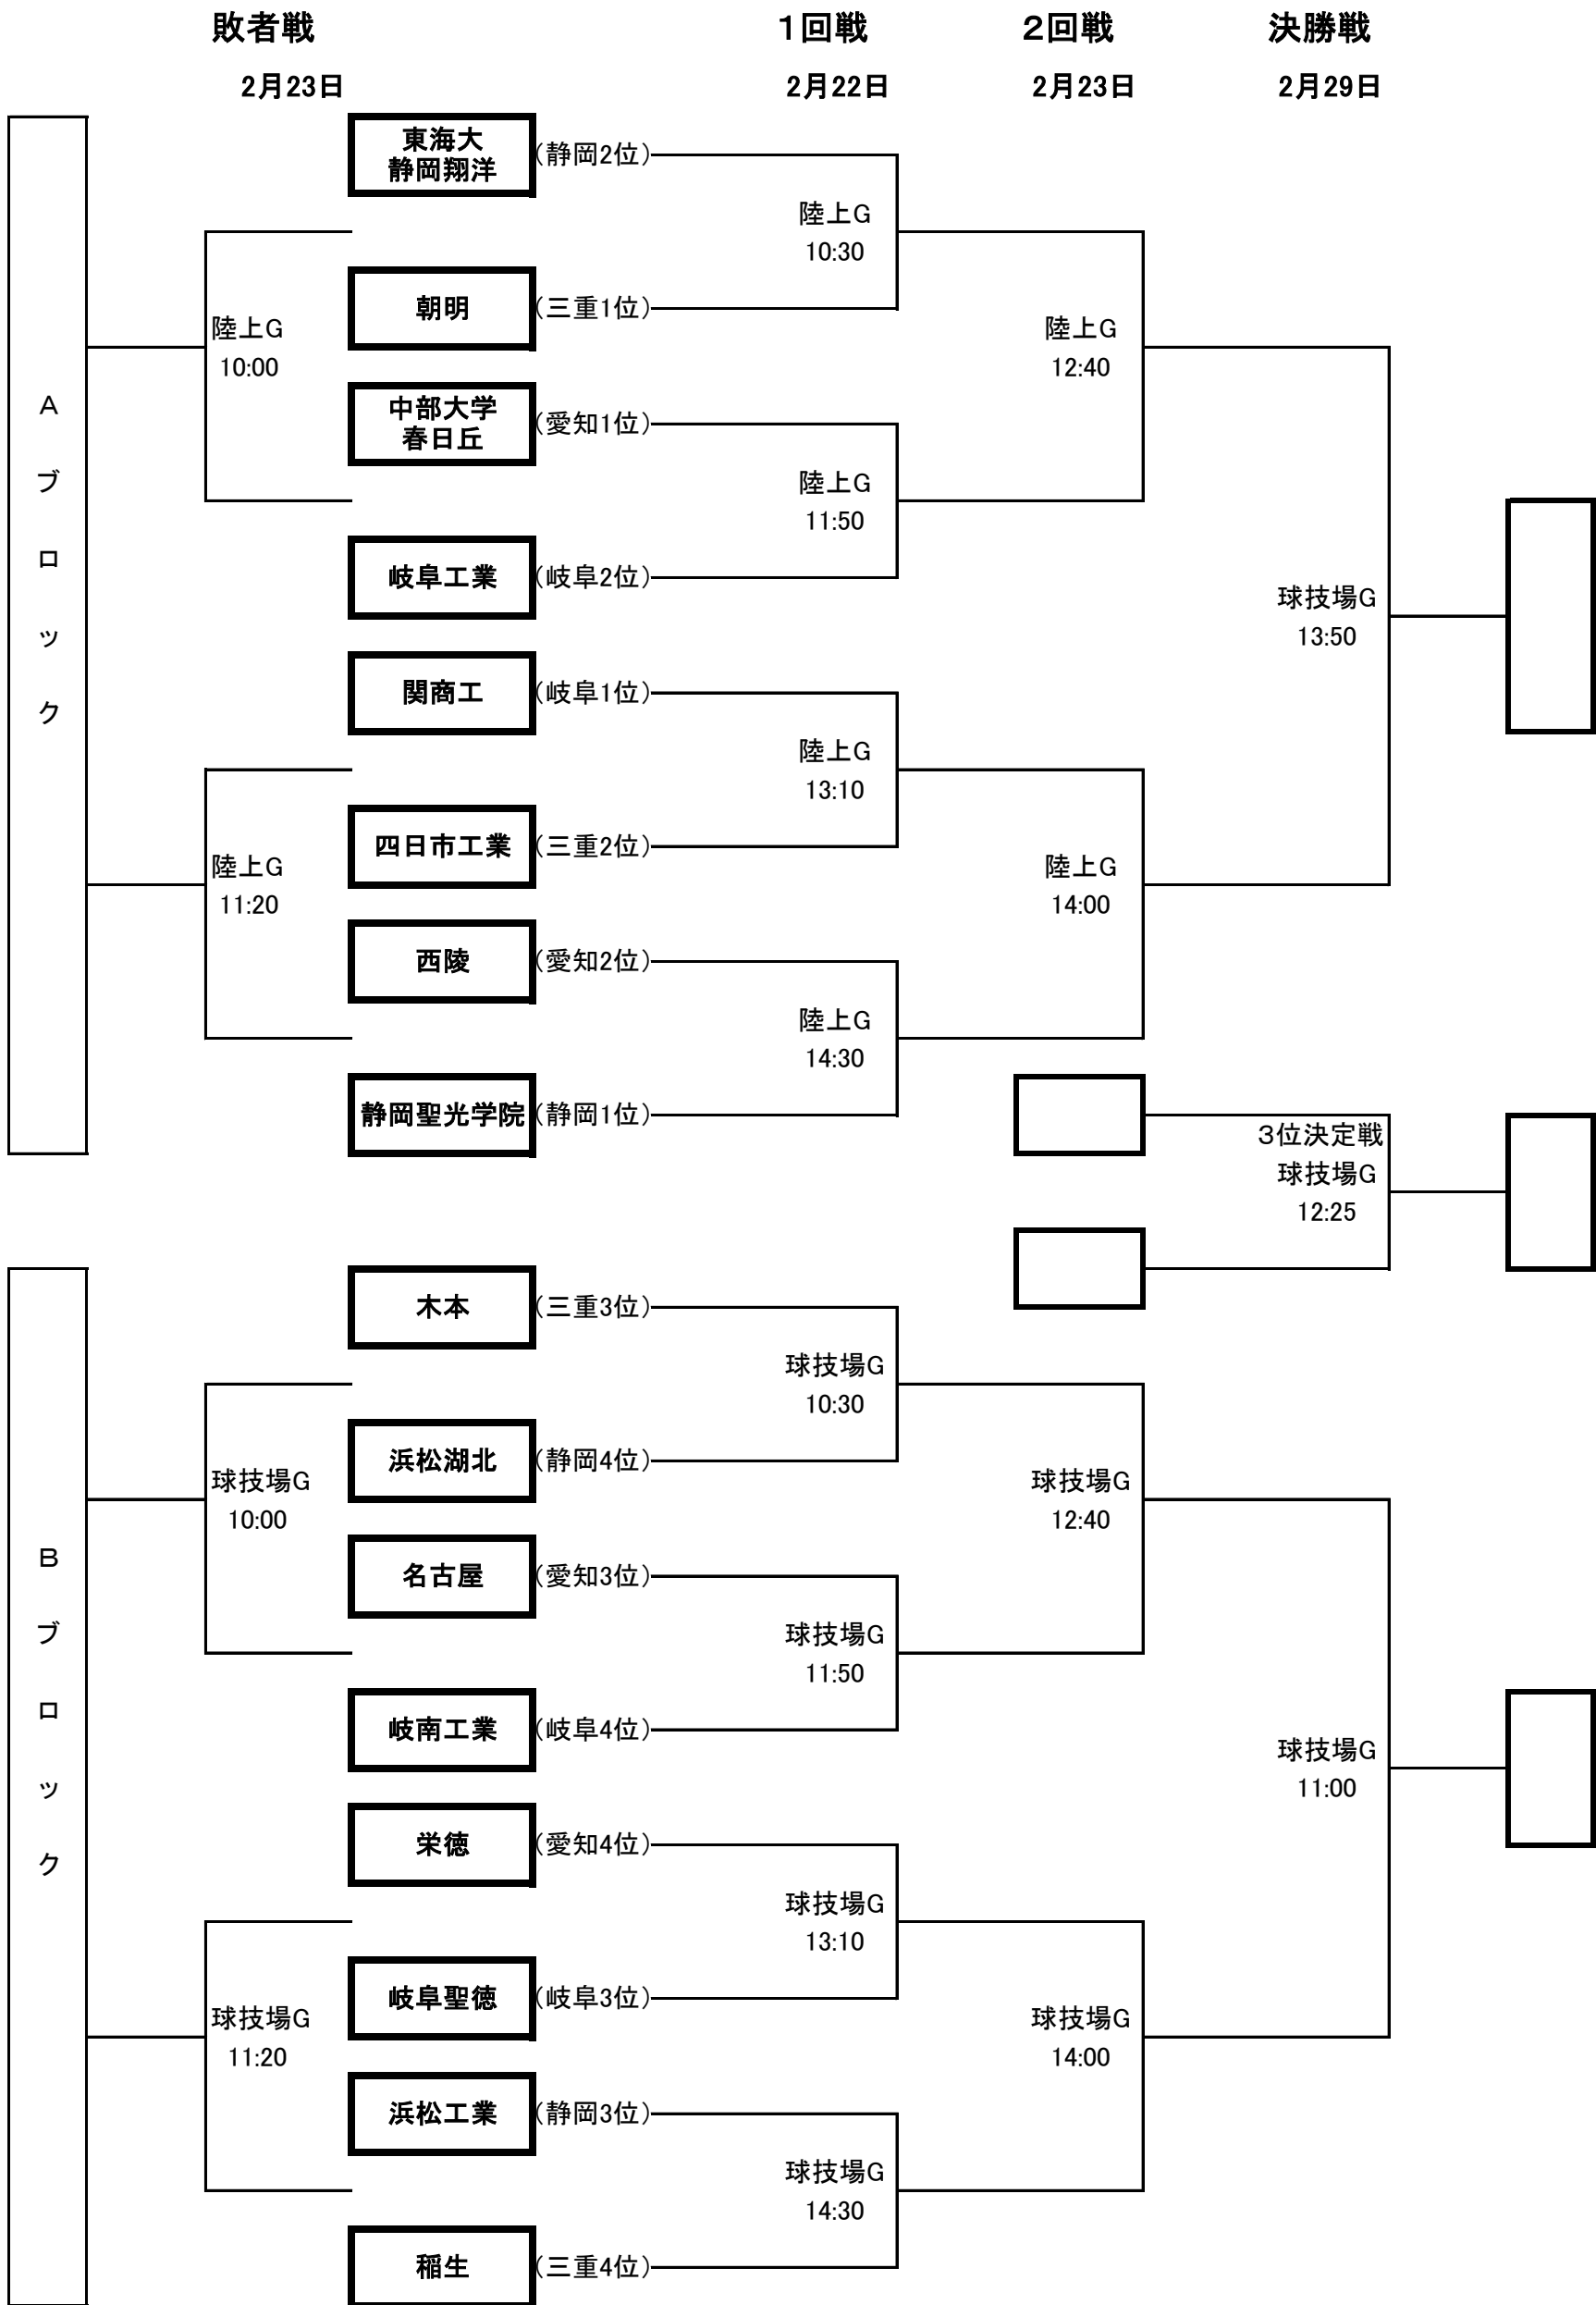 敗者戦 1回戦 2回戦 決勝戦
2月23日 2月22日 2月23日 2月29日
Aブロック
東海大
静岡翔洋
(静岡2位)
陸上G
10:30
朝明
(三重1位)
陸上G
10:00
陸上G
12:40
中部大学
春日丘
(愛知1位)
陸上G
11:50
岐阜工業
(岐阜2位)
球技場G
13:50
関商工
(岐阜1位)
陸上G
13:10
四日市工業
(三重2位)
陸上G
11:20
陸上G
14:00
西陵
(愛知2位)
陸上G
14:30
静岡聖光学院
(静岡1位)
3位決定戦
球技場G
12:25
Bブロック
木本
(三重3位)
球技場G
10:30
浜松湖北
(静岡4位)
球技場G
10:00
球技場G
12:40
名古屋
(愛知3位)
球技場G
11:50
岐南工業
(岐阜4位)
球技場G
11:00
栄徳
(愛知4位)
球技場G
13:10
岐阜聖徳
(岐阜3位)
球技場G
11:20
球技場G
14:00
浜松工業
(静岡3位)
球技場G
14:30
稲生
(三重4位)